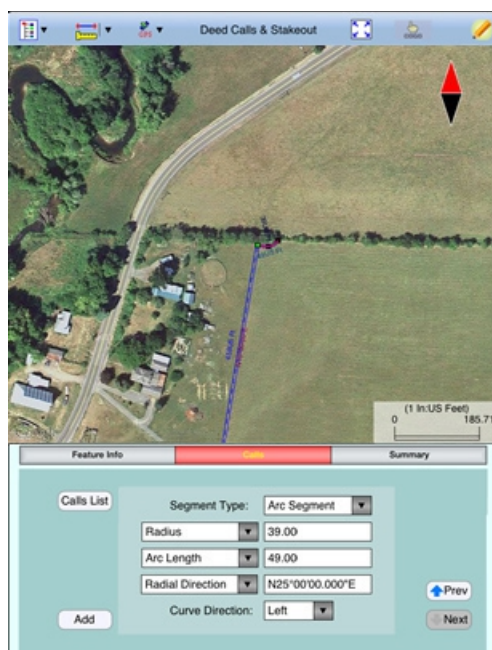 GPS Deed Calls & Stakeout
(1 In:US Feet)
0 185.71
Feature Info Calls Summary
Calls List
Segment Type: Arc Segment
Radius 39.00
Arc Length 49.00
Radial Direction N25°00'00.000"E
Prev
Add Curve Direction: Left Next